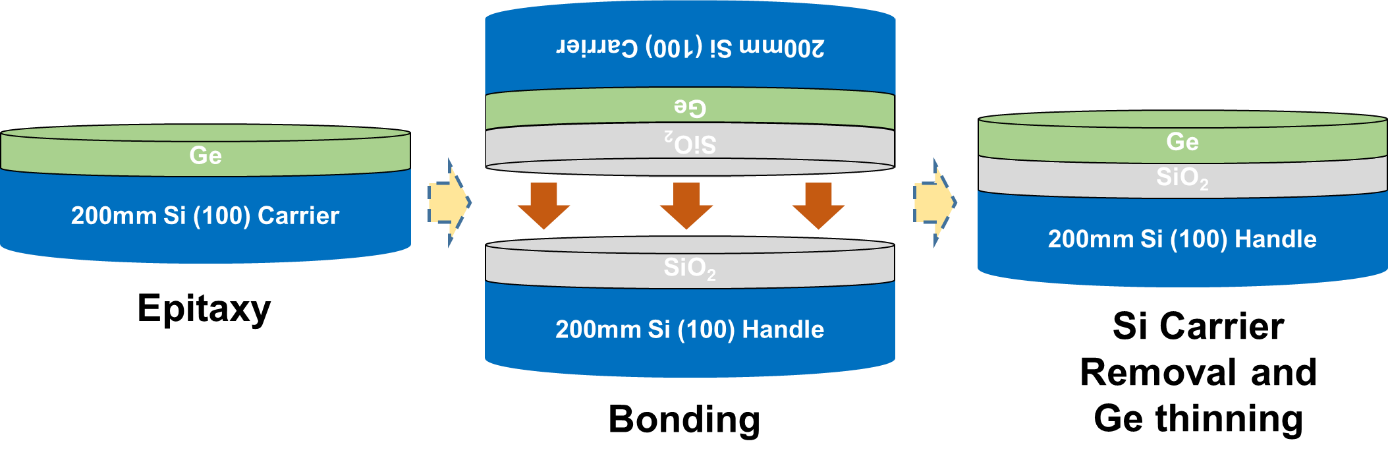 Ge
200mm Si (100) Carrier
Epitaxy
200mm Si (100) Carrier
Ge
SiO₂
SiO₂
200mm Si (100) Handle
Bonding
Ge
SiO₂
200mm Si (100) Handle
Si Carrier
Removal and
Ge thinning